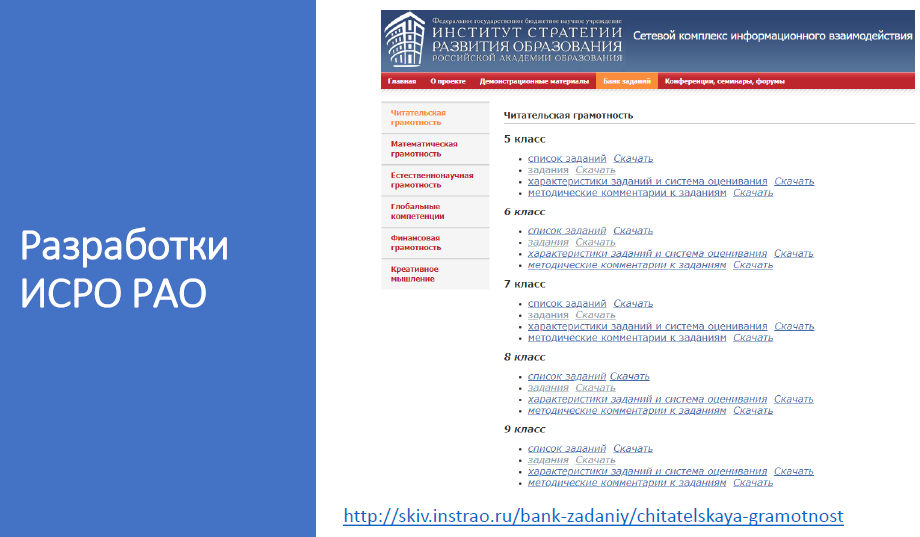 Разработки
ИСРО РАО
Федеральное государственное бюджетное научное учреждение
ИНСТИТУТ СТРАТЕГИИ
РАЗВИТИЯ ОБРАЗОВАНИЯ
РОССИЙСКОЙ АКАДЕМИИ ОБРАЗОВАНИЯ
Сетевой комплекс информационного взаимодействия
Главная О проекте Демонстрационные материалы Банк заданий Конференции, семинары, форумы
Читательская
грамотность
Математическая
грамотность
Естественнонаучная
грамотность
Глобальные
компетенции
Финансовая
грамотность
Креативное
мышление
Читательская грамотность
5 класс
• список заданий Скачать
• задания Скачать
• характеристики заданий и система оценивания Скачать
• методические комментарии к заданиям Скачать
6 класс
• список заданий Скачать
• задания Скачать
• характеристики заданий и система оценивания Скачать
• методические комментарии к заданиям Скачать
7 класс
• список заданий Скачать
• задания Скачать
• характеристики заданий и система оценивания Скачать
• методические комментарии к заданиям Скачать
8 класс
• список заданий Скачать
• задания Скачать
• характеристики заданий и система оценивания Скачать
• методические комментарии к заданиям Скачать
9 класс
• список заданий Скачать
• задания Скачать
• характеристики заданий и система оценивания Скачать
• методические комментарии к заданиям Скачать
http://skiv.instrao.ru/bank-zadaniy/chitatelskaya-gramotnost